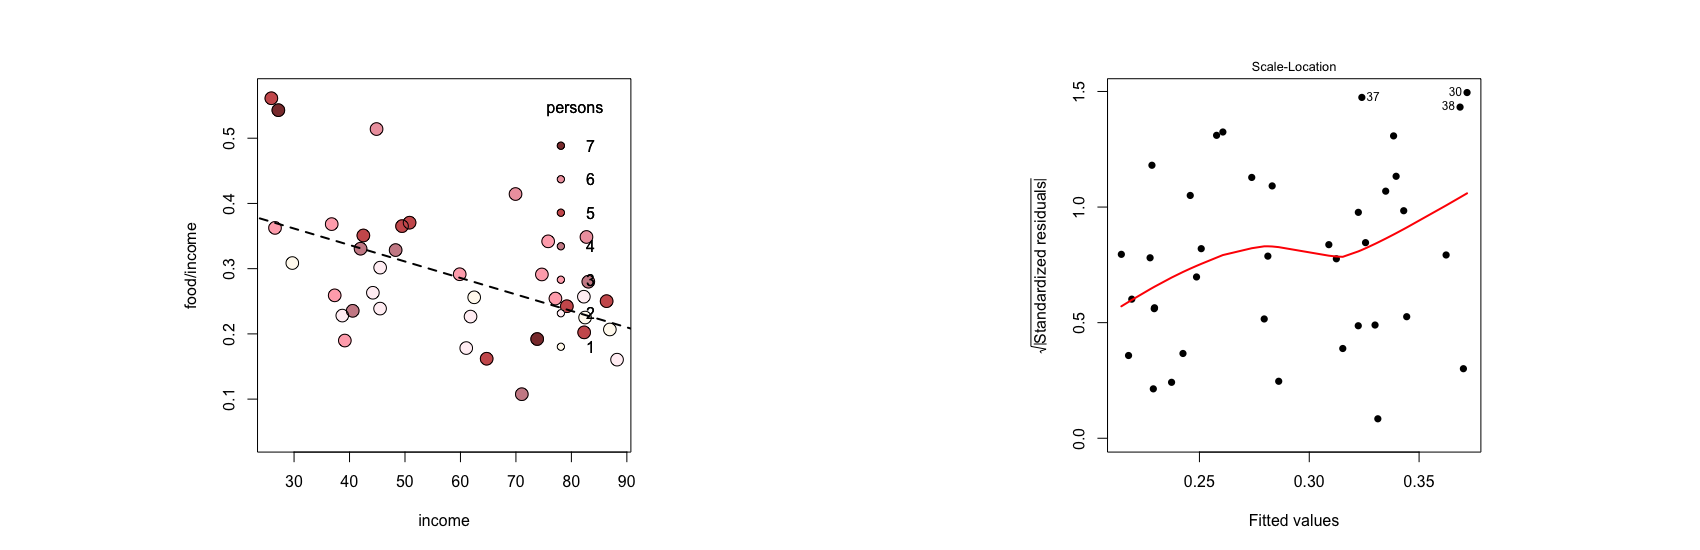 persons
7
6
5
4
3
2
1
0.5
0.4
0.3
0.2
0.1
food/income
30 40 50 60 70 80 90
income
Scale-Location
1.5
1.0
0.5
0.0
√|Standardized residuals|
37
30
38
0.25 0.30 0.35
Fitted values